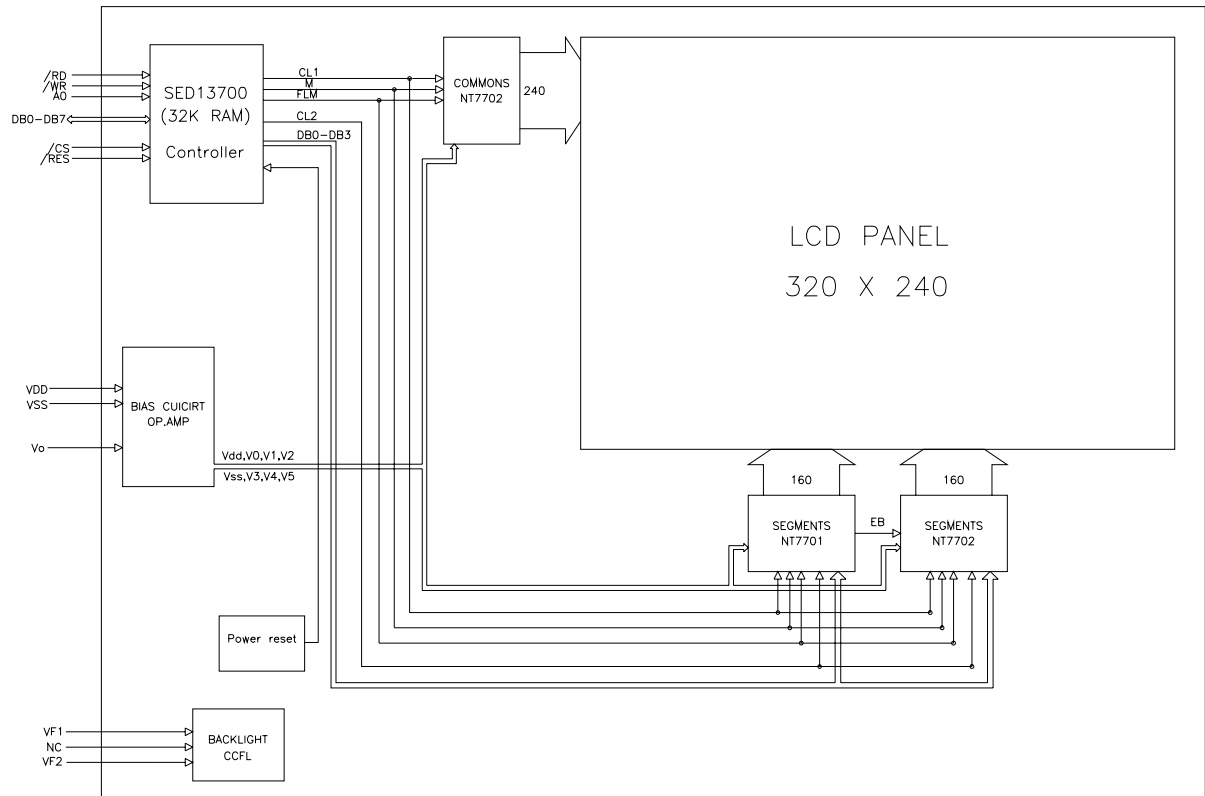 /RD
/WR
A0
DB0-DB7
/CS
/RES
SED13700
(32K RAM)
Controller
CL1
M
FLM
CL2
DB0-DB3
COMMONS
NT7702
240
LCD PANEL
320 X 240
VDD
VSS
Vo
BIAS CUICIRT
OP.AMP
Vdd,V0,V1,V2
Vss,V3,V4,V5
160
160
SEGMENTS
NT7701
EB
SEGMENTS
NT7702
Power reset
VF1
NC
VF2
BACKLIGHT
CCFL